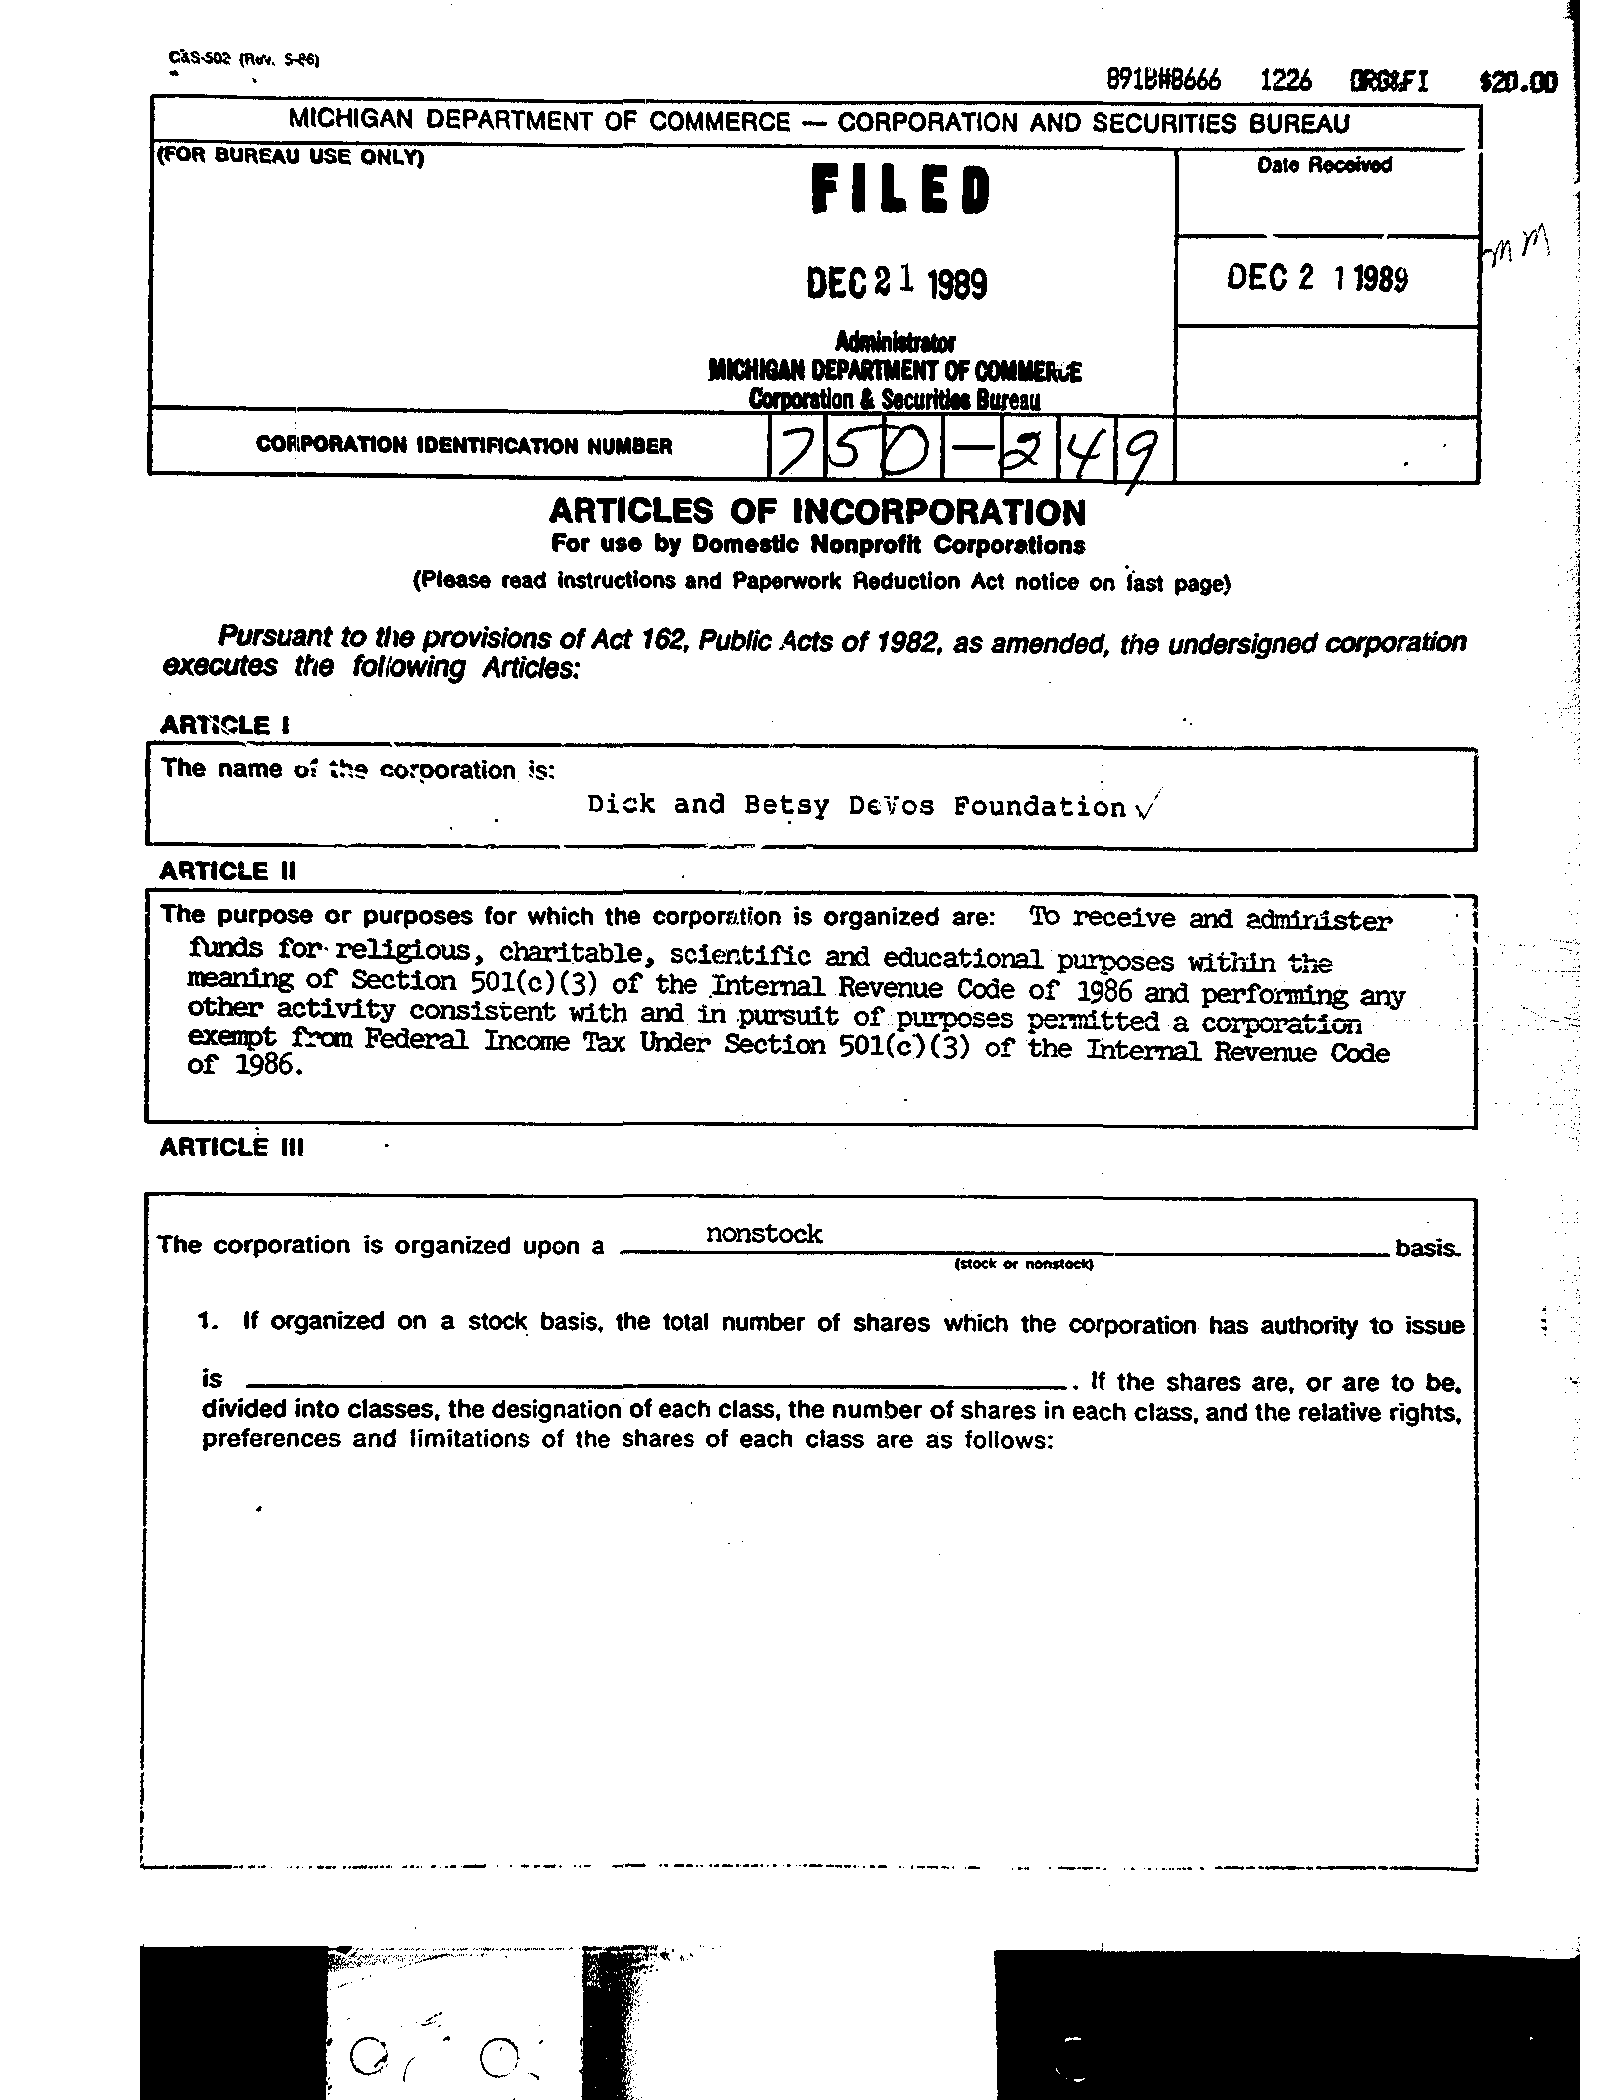 C&S-502 (Rev. 5-86)
891B#8666 1226 ORG&FI $20.00
MICHIGAN DEPARTMENT OF COMMERCE — CORPORATION AND SECURITIES BUREAU
(FOR BUREAU USE ONLY)
Date Received
FILED
mm
DEC 21 1989
DEC 2 1 1989
Administrator
MICHIGAN DEPARTMENT OF COMMERCE
Corporation & Securities Bureau
CORPORATION IDENTIFICATION NUMBER 750-249
ARTICLES OF INCORPORATION
For use by Domestic Nonprofit Corporations
(Please read instructions and Paperwork Reduction Act notice on last page)
Pursuant to the provisions of Act 162, Public Acts of 1982, as amended, the undersigned corporation
executes the following Articles:
ARTICLE I
The name of the corporation is:
Dick and Betsy DeVos Foundation ✓
ARTICLE II
The purpose or purposes for which the corporation is organized are: To receive and administer
funds for religious, charitable, scientific and educational purposes within the
meaning of Section 501(c)(3) of the Internal Revenue Code of 1986 and performing any
other activity consistent with and in pursuit of purposes permitted a corporation
exempt from Federal Income Tax Under Section 501(c)(3) of the Internal Revenue Code
of 1986.
ARTICLE III
The corporation is organized upon a nonstock basis.
(stock or nonstock)
1. If organized on a stock basis, the total number of shares which the corporation has authority to issue
is ______. If the shares are, or are to be,
divided into classes, the designation of each class, the number of shares in each class, and the relative rights,
preferences and limitations of the shares of each class are as follows: